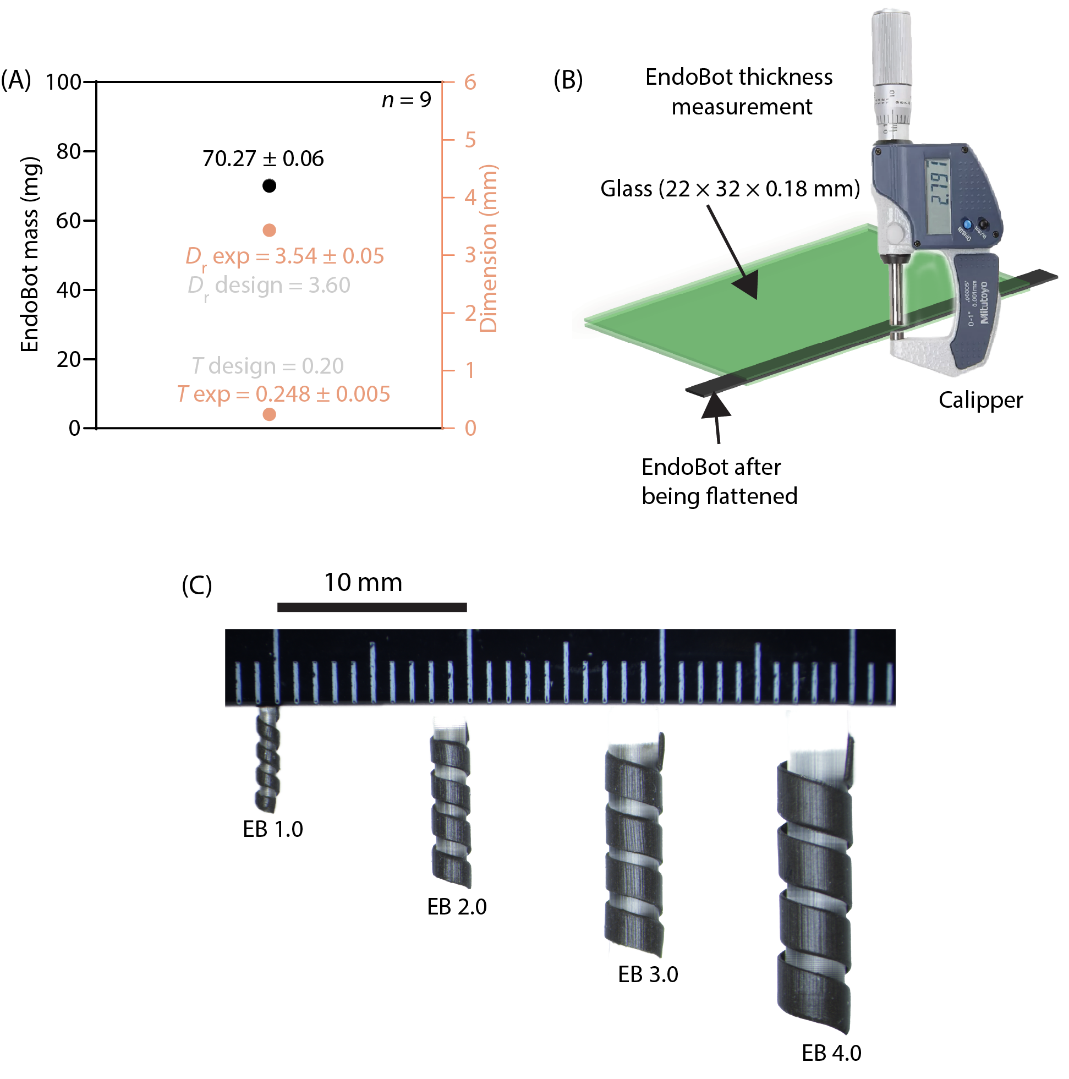 (A)
100
80
60
40
20
0
EndoBot mass (mg)
n = 9
70.27 ± 0.06
Dr exp = 3.54 ± 0.05
Dr design = 3.60
T design = 0.20
T exp = 0.248 ± 0.005
6
5
4
3
2
1
0
Dimension (mm)
(B)
EndoBot thickness
measurement
Glass (22 × 32 × 0.18 mm)
Mitutoyo
Calipper
EndoBot after
being flattened
(C)
10 mm
EB 1.0
EB 2.0
EB 3.0
EB 4.0